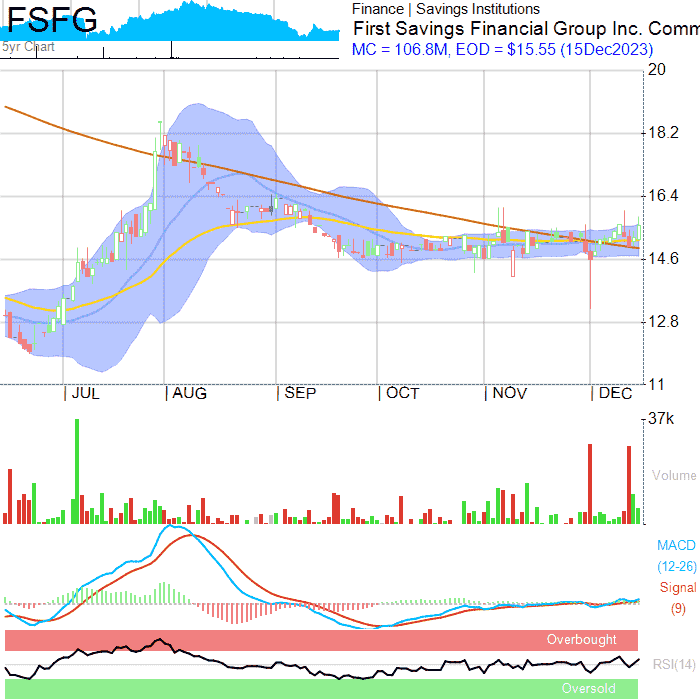 FSFG
5yr Chart
Finance | Savings Institutions
First Savings Financial Group Inc. Comm
MC = 106.8M, EOD = $15.55 (15Dec2023)
20
18.2
16.4
14.6
12.8
11
JUL
AUG
SEP
OCT
NOV
DEC
37k
Volume
MACD
(12-26)
Signal
(9)
Overbought
RSI(14)
Oversold